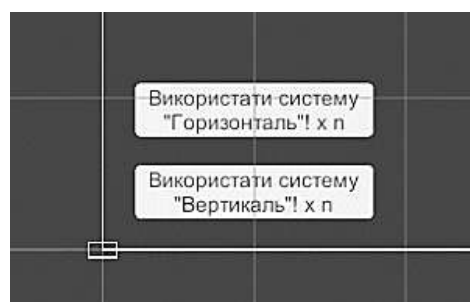 Використати систему
"Горизонталь"! x n
Використати систему
"Вертикаль"! x n